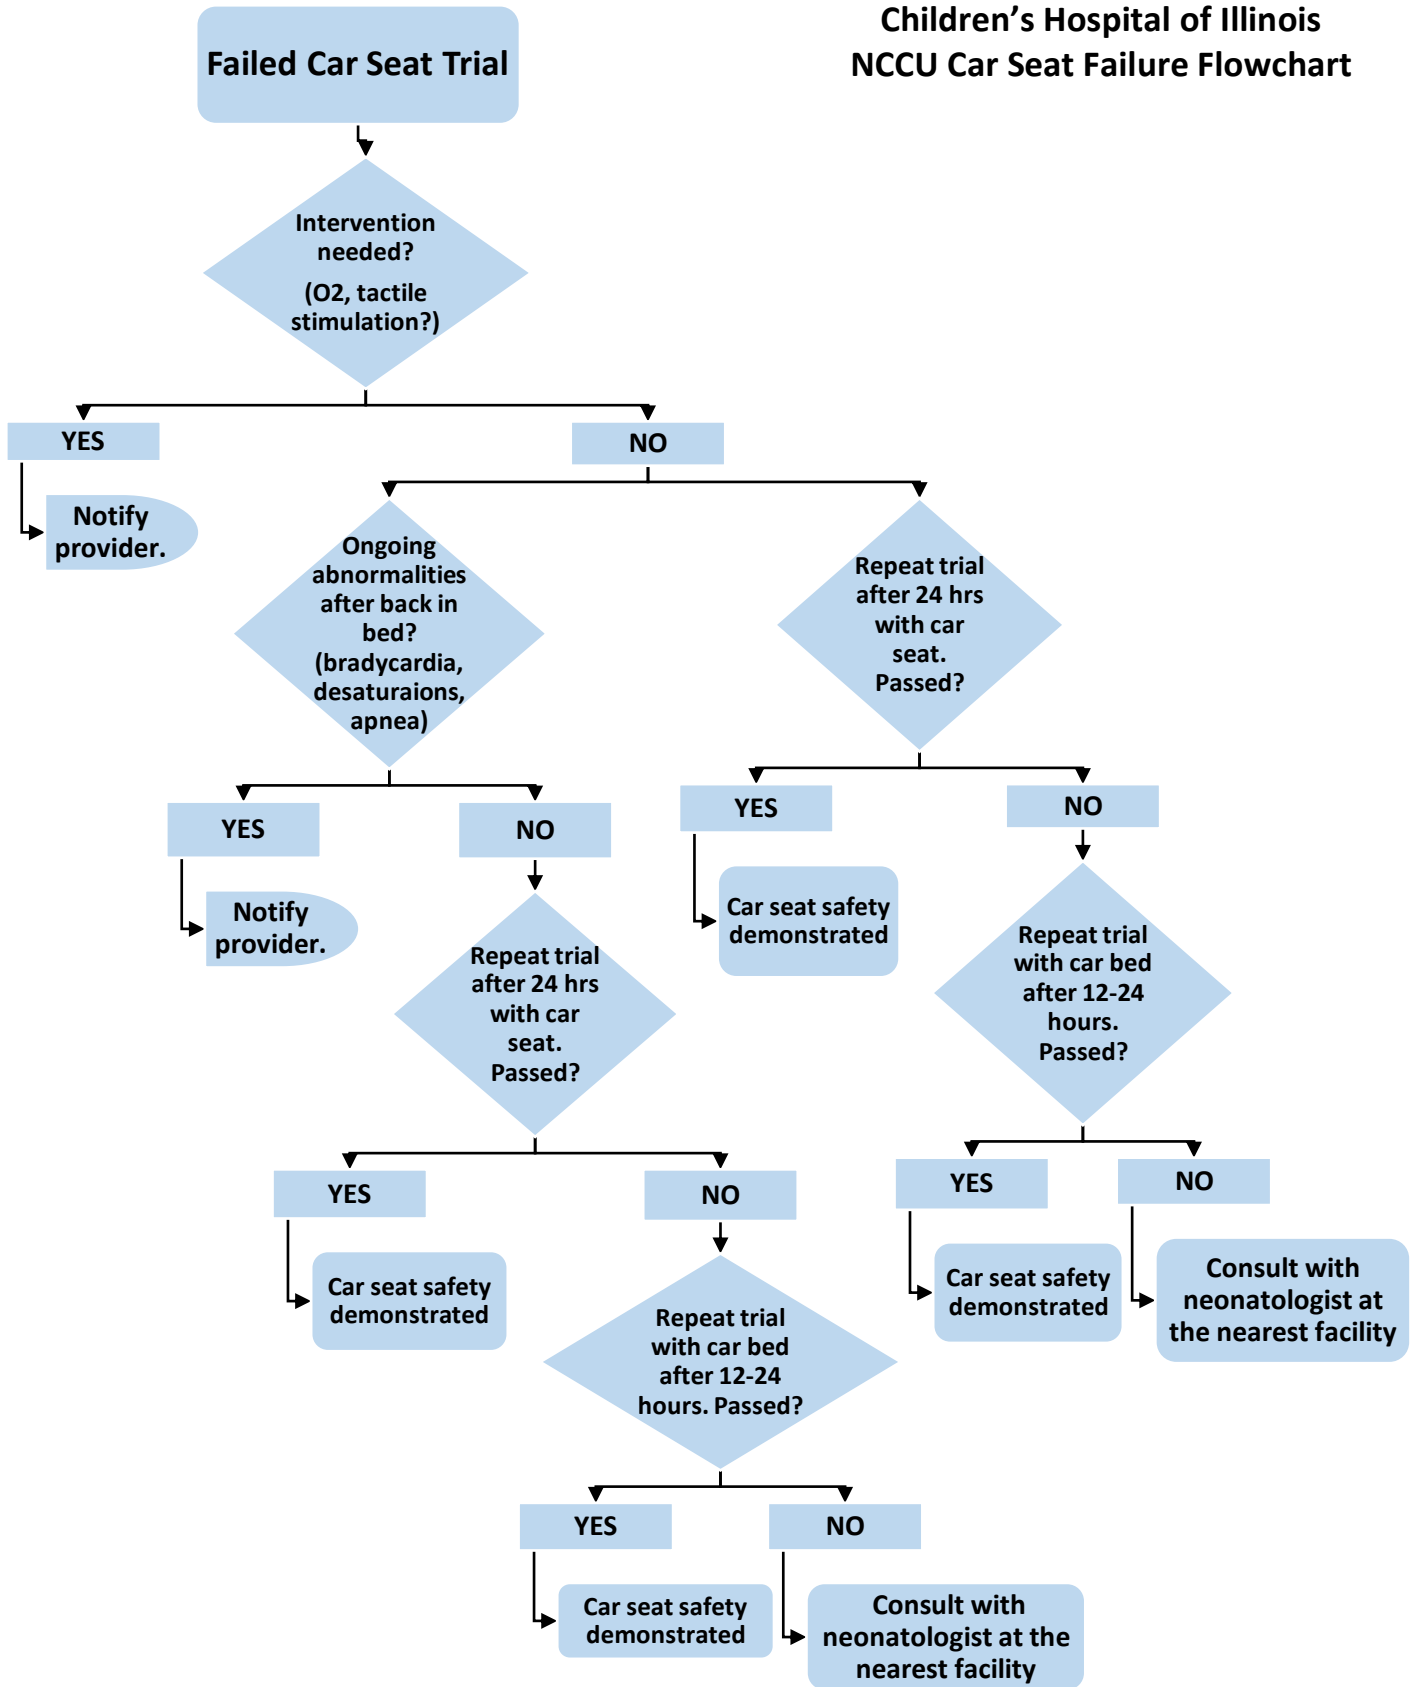 Children’s Hospital of Illinois
NCCU Car Seat Failure Flowchart
Failed Car Seat Trial
Intervention
needed?
(O2, tactile
stimulation?)
YES
NO
Notify
provider.
Ongoing
abnormalities
after back in
bed?
(bradycardia,
desaturaions,
apnea)
Repeat trial
after 24 hrs
with car
seat.
Passed?
YES
NO
YES
NO
Notify
provider.
Repeat trial
after 24 hrs
with car
seat.
Passed?
Car seat safety
demonstrated
Repeat trial
with car bed
after 12-24
hours.
Passed?
YES
NO
YES
NO
Car seat safety
demonstrated
Repeat trial
with car bed
after 12-24
hours. Passed?
Car seat safety
demonstrated
Consult with
neonatologist at
the nearest facility
YES
NO
Car seat safety
demonstrated
Consult with
neonatologist at the
nearest facility